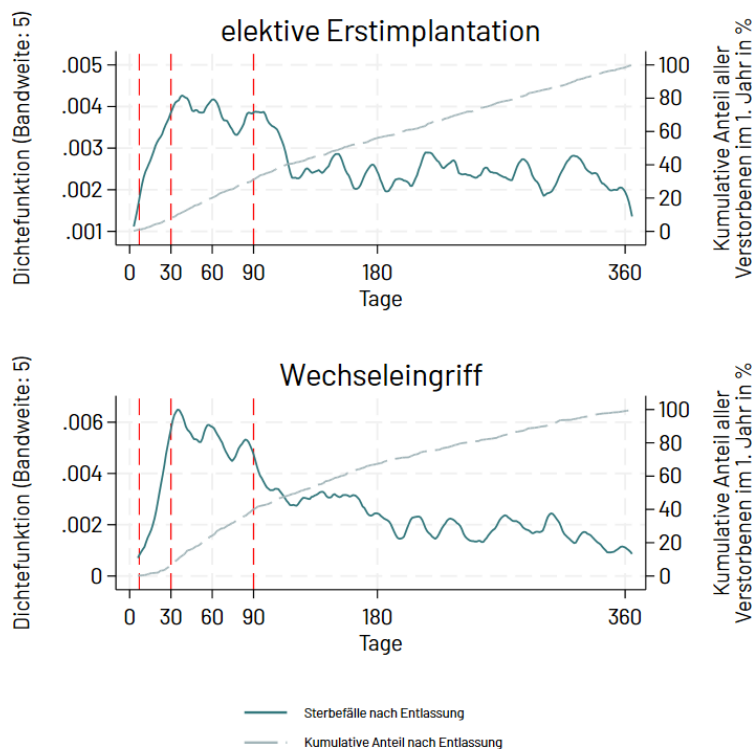 elektive Erstimplantation
Dichtefunktion (Bandweite: 5)
.005
.004
.003
.002
.001
100
80
60
40
20
0
Kumulative Anteil aller
Verstorbenen im 1. Jahr in %
0 30 60 90 180 360
Tage
Wechseleingriff
Dichtefunktion (Bandweite: 5)
.006
.004
.002
0
100
80
60
40
20
0
Kumulative Anteil aller
Verstorbenen im 1. Jahr in %
0 30 60 90 180 360
Tage
Sterbefälle nach Entlassung
Kumulative Anteil nach Entlassung